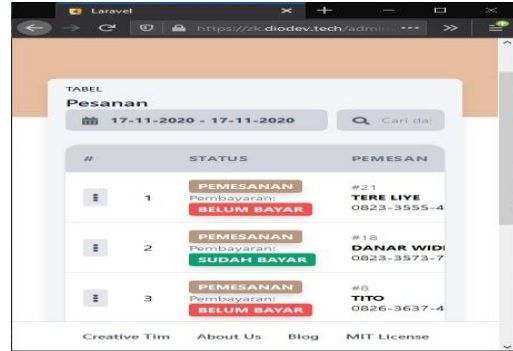 Laravel
https://zk.diodev.tech/admin
TABEL
Pesanan
17-11-2020 - 17-11-2020
Cari dat
# STATUS PEMESAN
PEMESANAN #21
1 Pembayaran: TERE LIYE
BELUM BAYAR 0823-3555-4
PEMESANAN #18
2 Pembayaran: DANAR WIDI
SUDAH BAYAR 0823-3573-7
PEMESANAN #8
3 Pembayaran: TITO
BELUM BAYAR 0826-3637-4
Creative Tim About Us Blog MIT License